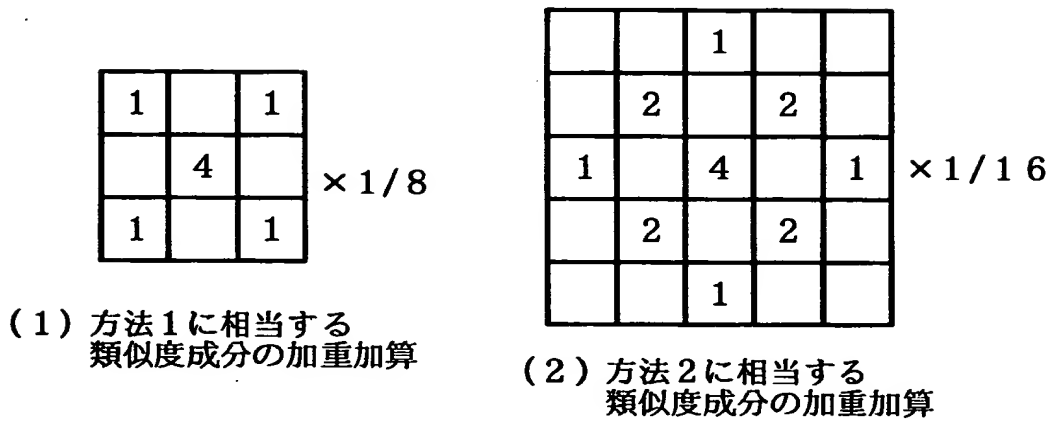 1 1
4
1 1
×1/8
(1) 方法1に相当する
類似度成分の加重加算
1
2 2
1 4 1
2 2
1
×1/16
(2) 方法2に相当する
類似度成分の加重加算